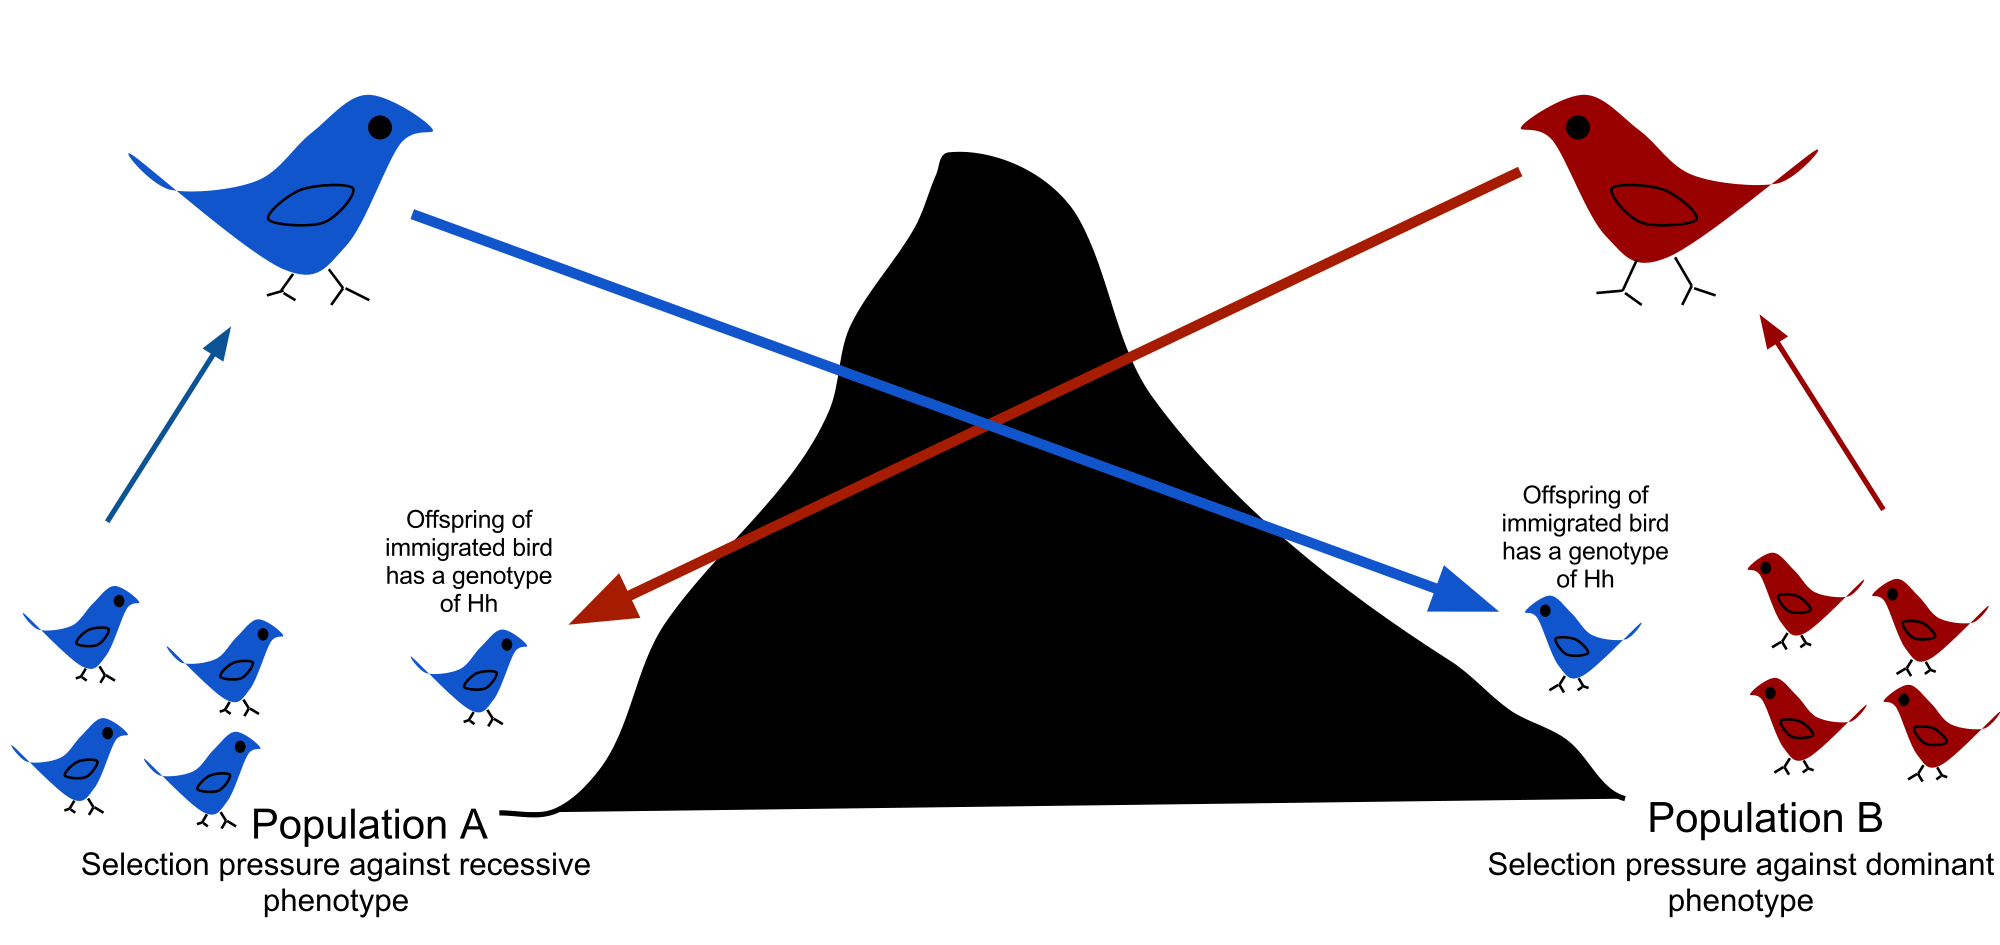 Offspring of
immigrated bird
has a genotype
of Hh
Offspring of
immigrated bird
has a genotype
of Hh
Population A
Selection pressure against recessive
phenotype
Population B
Selection pressure against dominant
phenotype